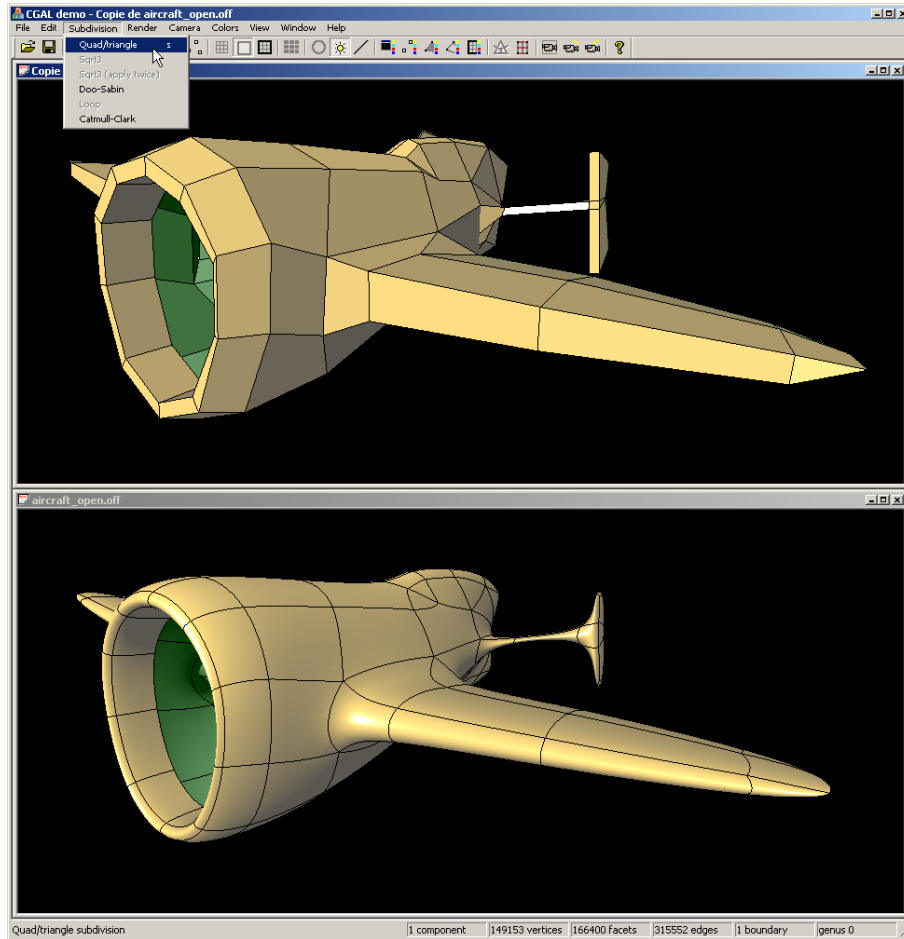 CGAL demo - Copie de aircraft_open.off
File Edit Subdivision Render Camera Colors View Window Help
Quad/triangle s
Sqrt3
Sqrt3 (apply twice)
Doo-Sabin
Loop
Catmull-Clark
Copie
aircraft_open.off
Quad/triangle subdivision 1 component 149153 vertices 166400 facets 315552 edges 1 boundary genus 0